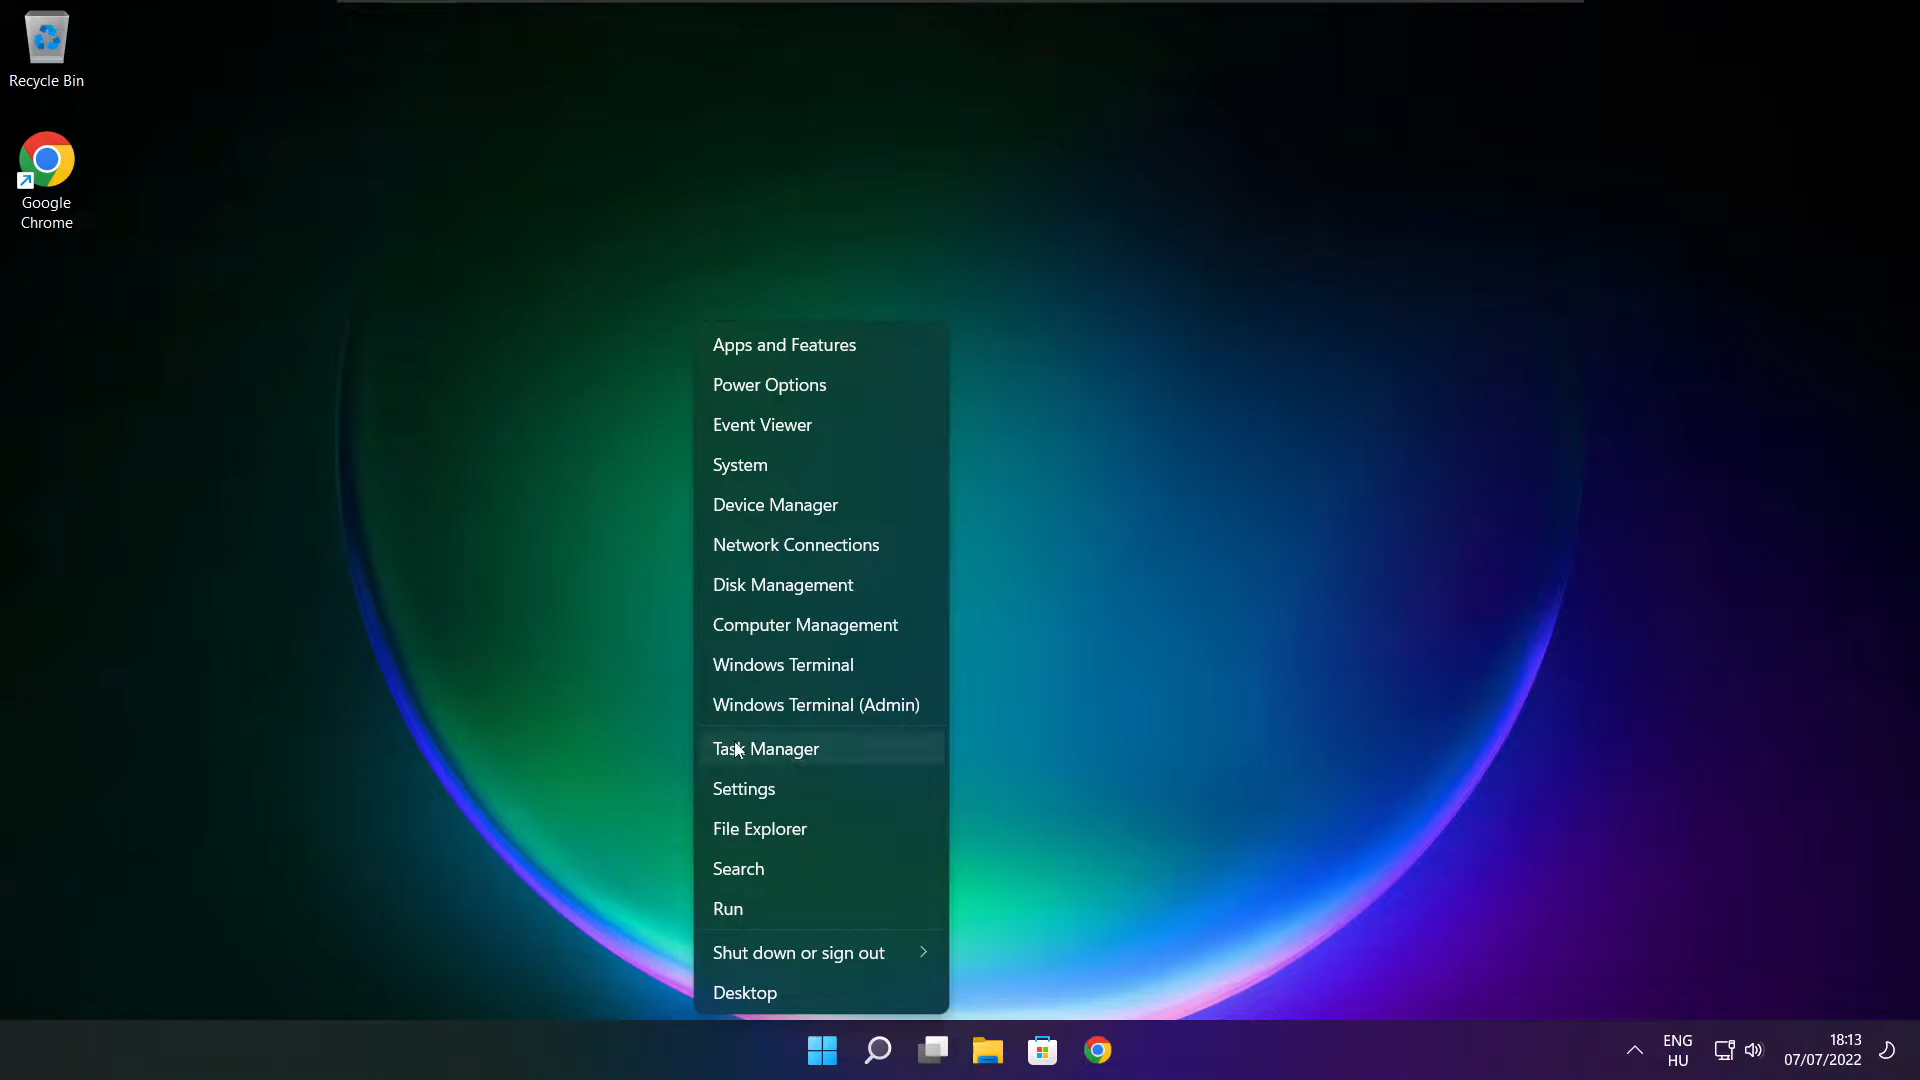 Recycle Bin
Google
Chrome
Apps and Features
Power Options
Event Viewer
System
Device Manager
Network Connections
Disk Management
Computer Management
Windows Terminal
Windows Terminal (Admin)
Task Manager
Settings
File Explorer
Search
Run
Shut down or sign out
Desktop
ENG
HU
18:13
07/07/2022